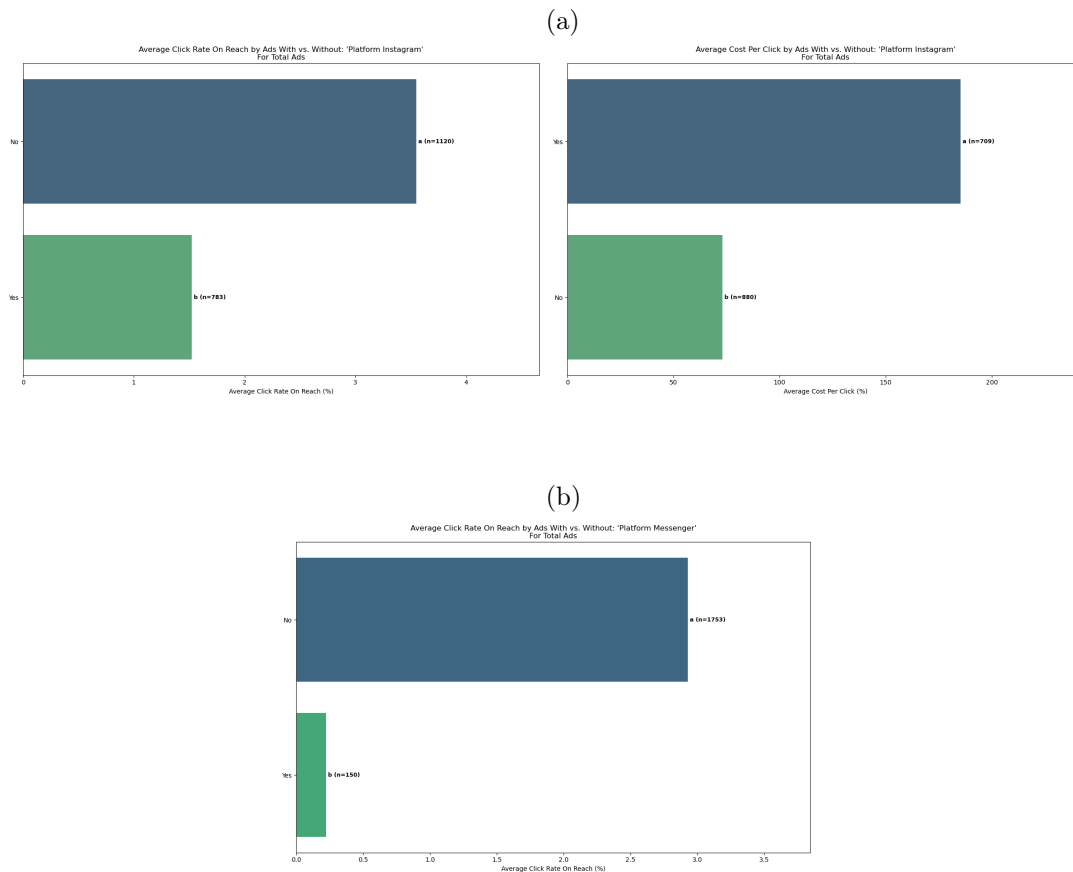 (a)
Average Click Rate On Reach by Ads With vs. Without: 'Platform Instagram'
For Total Ads
No
a (n=1120)
Yes
b (n=783)
0 1 2 3 4
Average Click Rate On Reach (%)
Average Cost Per Click by Ads With vs. Without: 'Platform Instagram'
For Total Ads
Yes
a (n=709)
No
b (n=880)
0 50 100 150 200
Average Cost Per Click (%)
(b)
Average Click Rate On Reach by Ads With vs. Without: 'Platform Messenger'
For Total Ads
No
a (n=1753)
Yes
b (n=150)
0.0 0.5 1.0 1.5 2.0 2.5 3.0 3.5
Average Click Rate On Reach (%)